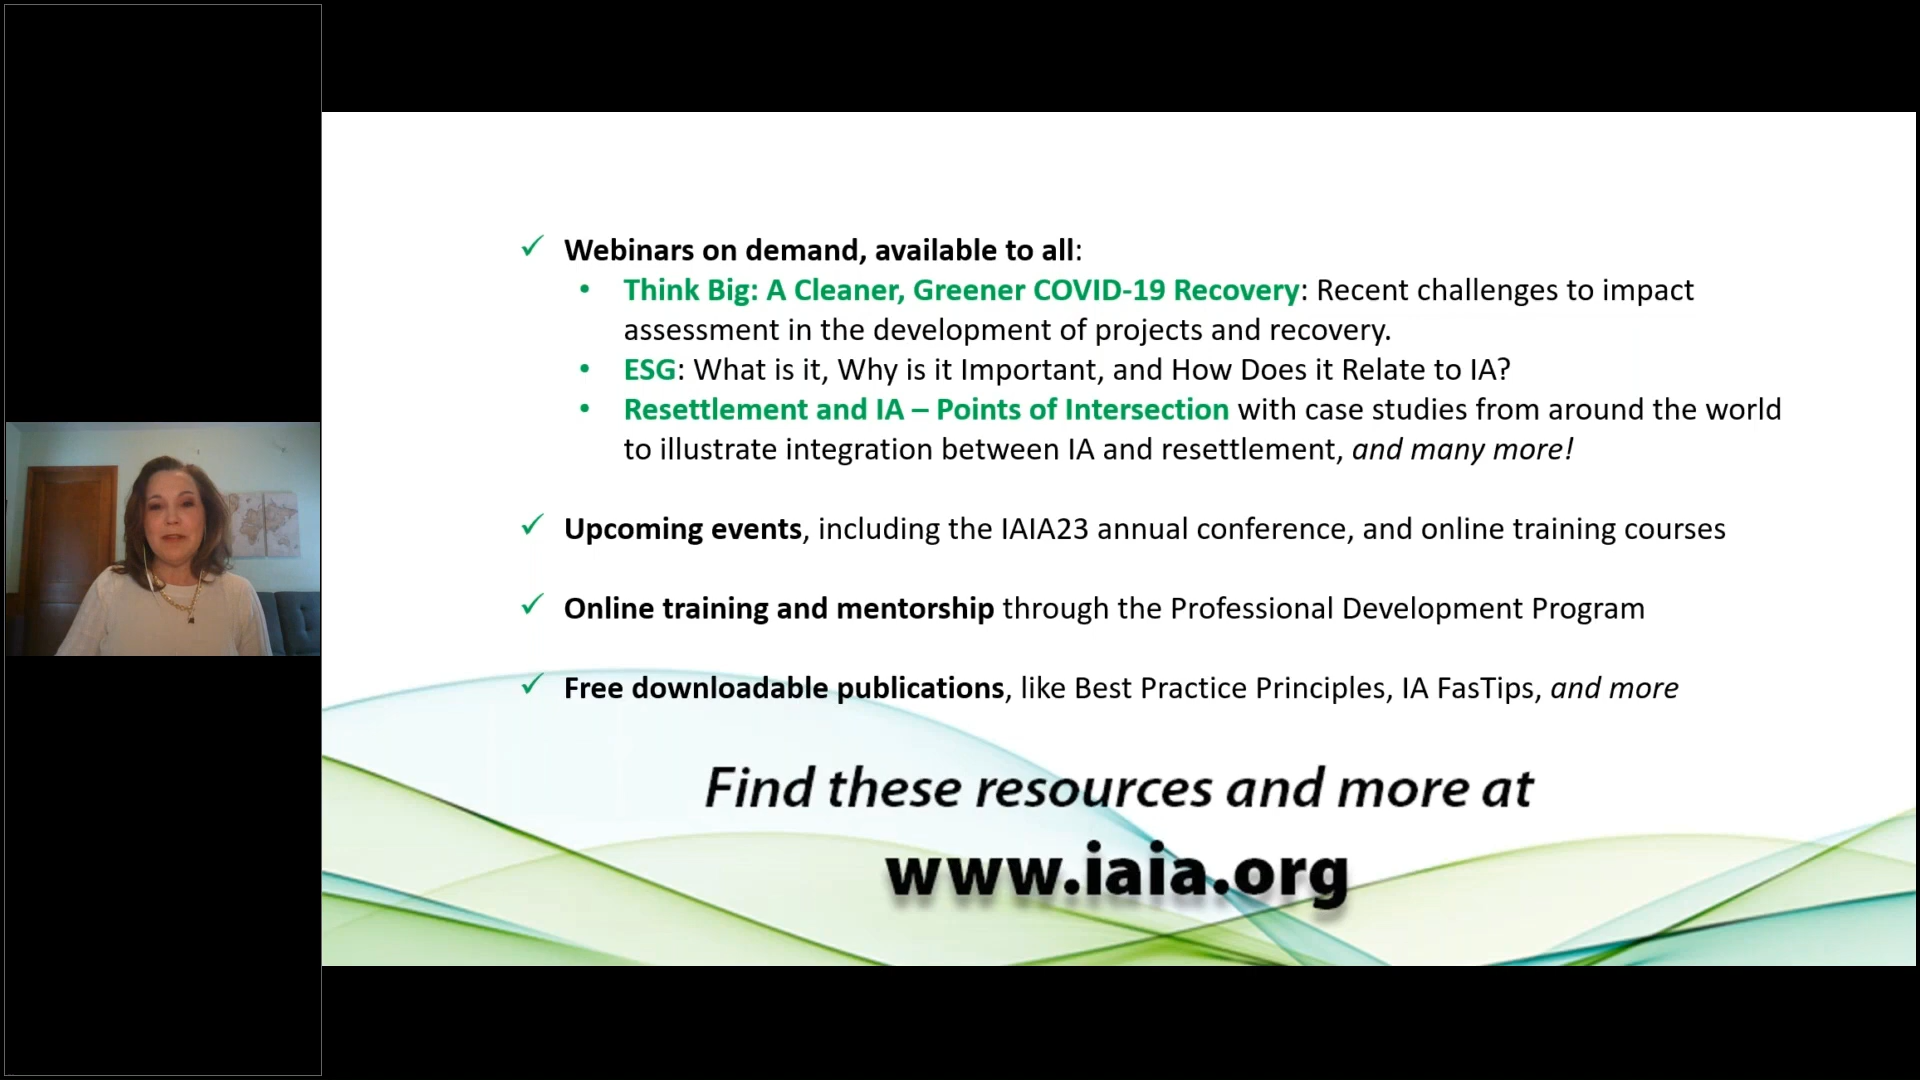 ✓ Webinars on demand, available to all:
• Think Big: A Cleaner, Greener COVID-19 Recovery: Recent challenges to impact
assessment in the development of projects and recovery.
• ESG: What is it, Why is it Important, and How Does it Relate to IA?
• Resettlement and IA – Points of Intersection with case studies from around the world
to illustrate integration between IA and resettlement, and many more!
✓ Upcoming events, including the IAIA23 annual conference, and online training courses
✓ Online training and mentorship through the Professional Development Program
✓ Free downloadable publications, like Best Practice Principles, IA FasTips, and more
Find these resources and more at
www.iaia.org